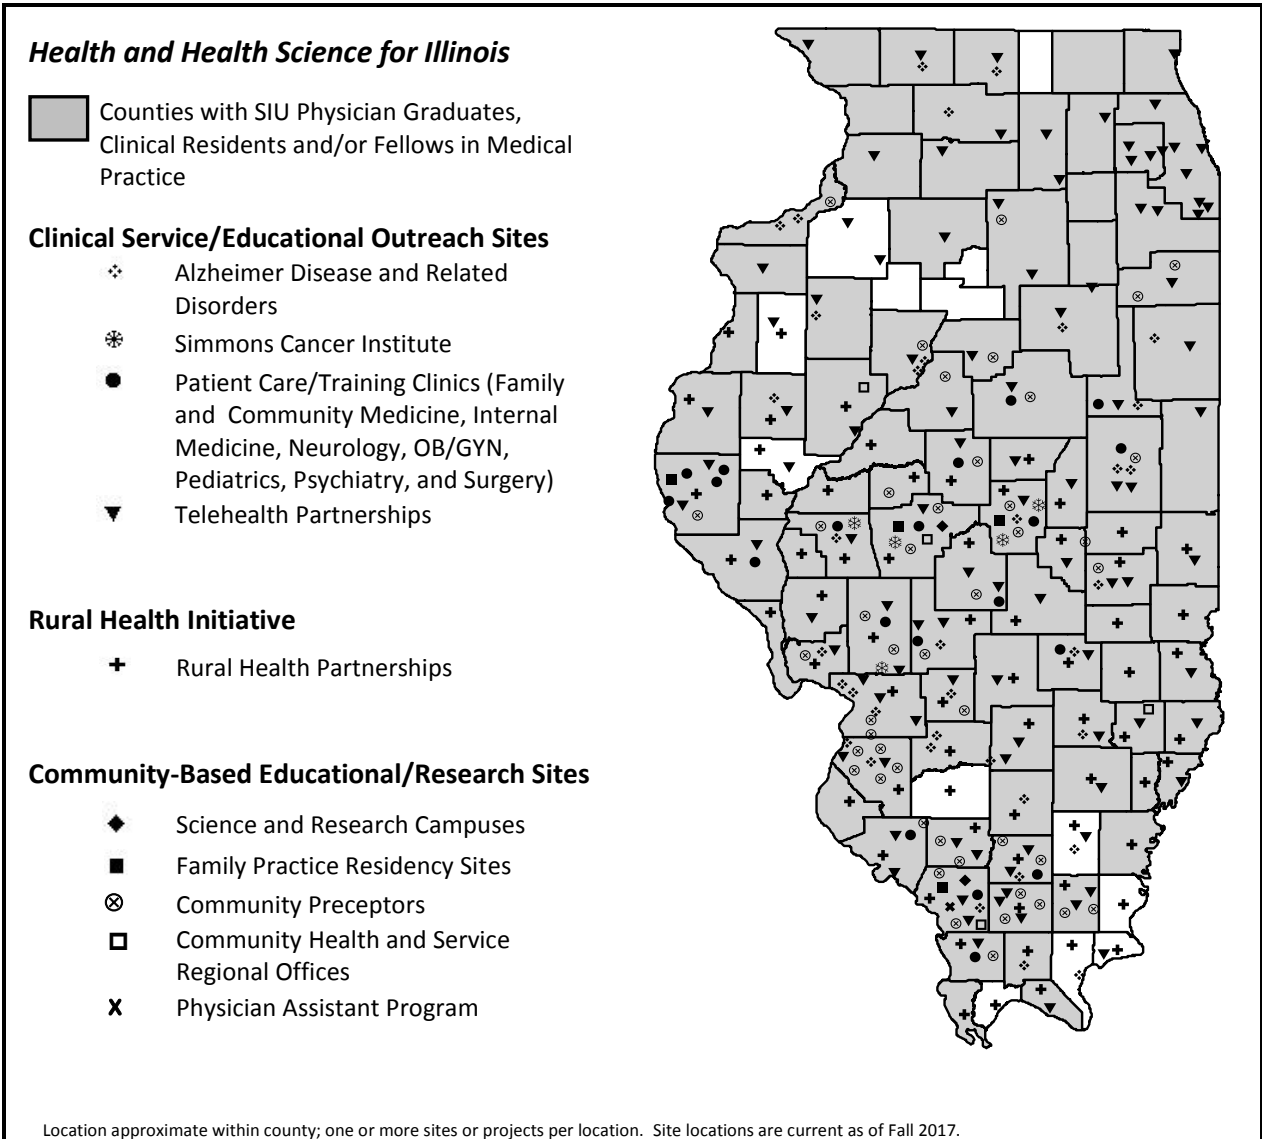 Health and Health Science for Illinois
Counties with SIU Physician Graduates,
Clinical Residents and/or Fellows in Medical
Practice
Clinical Service/Educational Outreach Sites
Alzheimer Disease and Related
Disorders
Simmons Cancer Institute
Patient Care/Training Clinics (Family
and Community Medicine, Internal
Medicine, Neurology, OB/GYN,
Pediatrics, Psychiatry, and Surgery)
Telehealth Partnerships
Rural Health Initiative
Rural Health Partnerships
Community-Based Educational/Research Sites
Science and Research Campuses
Family Practice Residency Sites
Community Preceptors
Community Health and Service
Regional Offices
Physician Assistant Program
Location approximate within county; one or more sites or projects per location. Site locations are current as of Fall 2017.